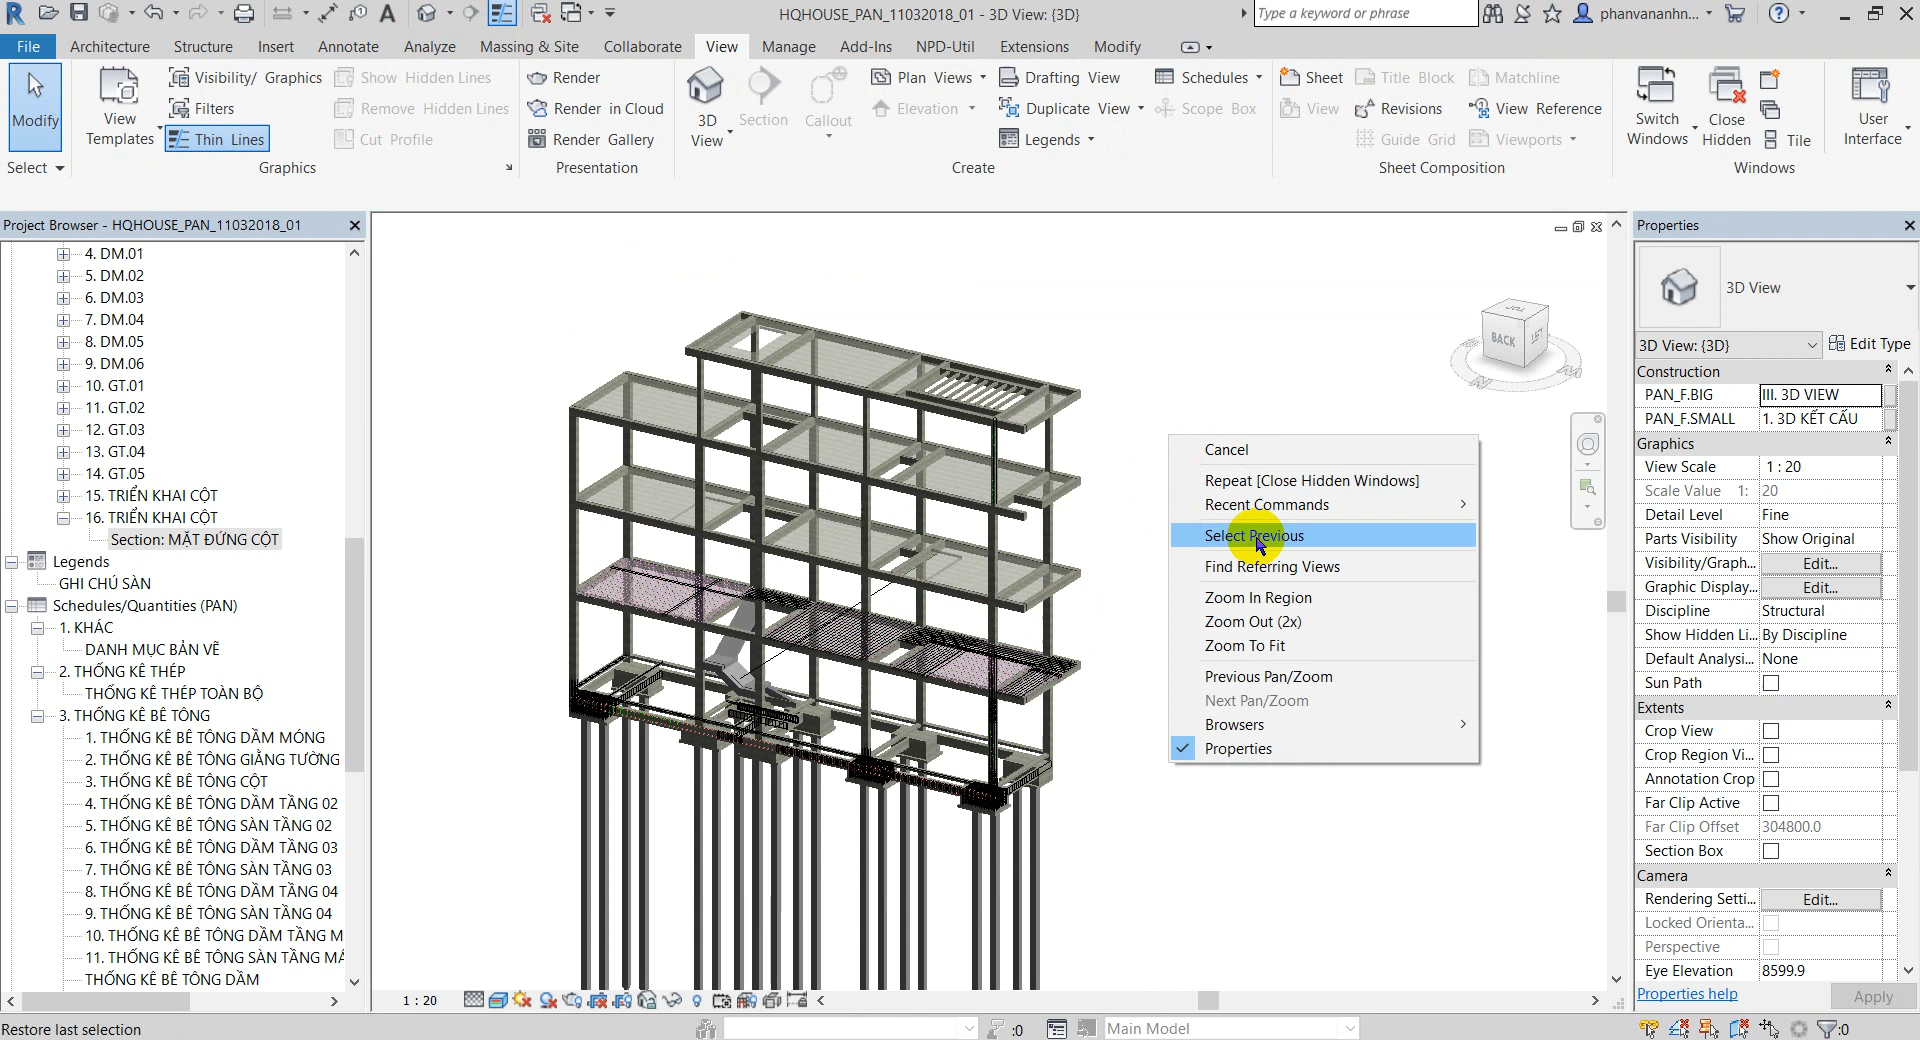 HQHOUSE_PAN_11032018_01 - 3D View: {3D}
Type a keyword or phrase
phanvananhn...
File
Architecture
Structure
Insert
Annotate
Analyze
Massing & Site
Collaborate
View
Manage
Add-Ins
NPD-Util
Extensions
Modify
Modify
Select
View Templates
Visibility/ Graphics
Filters
Thin Lines
Show Hidden Lines
Remove Hidden Lines
Cut Profile
Graphics
Render
Render in Cloud
Render Gallery
Presentation
3D View
Section
Callout
Plan Views
Elevation
Drafting View
Duplicate View
Legends
Schedules
Scope Box
Create
Sheet
View
Title Block
Revisions
Guide Grid
Matchline
View Reference
Viewports
Sheet Composition
Switch Windows
Close Hidden
Tile
Windows
User Interface
Project Browser - HQHOUSE_PAN_11032018_01
4. DM.01
5. DM.02
6. DM.03
7. DM.04
8. DM.05
9. DM.06
10. GT.01
11. GT.02
12. GT.03
13. GT.04
14. GT.05
15. TRIỂN KHAI CỘT
16. TRIỂN KHAI CỘT
Section: MẶT ĐỨNG CỘT
Legends
GHI CHÚ SÀN
Schedules/Quantities (PAN)
1. KHÁC
DANH MỤC BẢN VẼ
2. THỐNG KÊ THÉP
THỐNG KÊ THÉP TOÀN BỘ
3. THỐNG KÊ BÊ TÔNG
1. THỐNG KÊ BÊ TÔNG DẦM MÓNG
2. THỐNG KÊ BÊ TÔNG GIẰNG TƯỜNG
3. THỐNG KÊ BÊ TÔNG CỘT
4. THỐNG KÊ BÊ TÔNG DẦM TẦNG 02
5. THỐNG KÊ BÊ TÔNG SÀN TẦNG 02
6. THỐNG KÊ BÊ TÔNG DẦM TẦNG 03
7. THỐNG KÊ BÊ TÔNG SÀN TẦNG 03
8. THỐNG KÊ BÊ TÔNG DẦM TẦNG 04
9. THỐNG KÊ BÊ TÔNG SÀN TẦNG 04
10. THỐNG KÊ BÊ TÔNG DẦM TẦNG M
11. THỐNG KÊ BÊ TÔNG SÀN TẦNG MÁ
THỐNG KÊ BÊ TÔNG DẦM
BACK
Cancel
Repeat [Close Hidden Windows]
Recent Commands
Select Previous
Find Referring Views
Zoom In Region
Zoom Out (2x)
Zoom To Fit
Previous Pan/Zoom
Next Pan/Zoom
Browsers
Properties
1 : 20
Properties
3D View
3D View: {3D}
Edit Type
Construction
PAN_F.BIG III. 3D VIEW
PAN_F.SMALL 1. 3D KẾT CẤU
Graphics
View Scale 1 : 20
Scale Value 1: 20
Detail Level Fine
Parts Visibility Show Original
Visibility/Graph... Edit...
Graphic Display... Edit...
Discipline Structural
Show Hidden Li... By Discipline
Default Analysi... None
Sun Path
Extents
Crop View
Crop Region Vi...
Annotation Crop
Far Clip Active
Far Clip Offset 304800.0
Section Box
Camera
Rendering Setti... Edit...
Locked Orienta...
Perspective
Eye Elevation 8599.9
Properties help
Apply
Restore last selection
:0
Main Model
:0